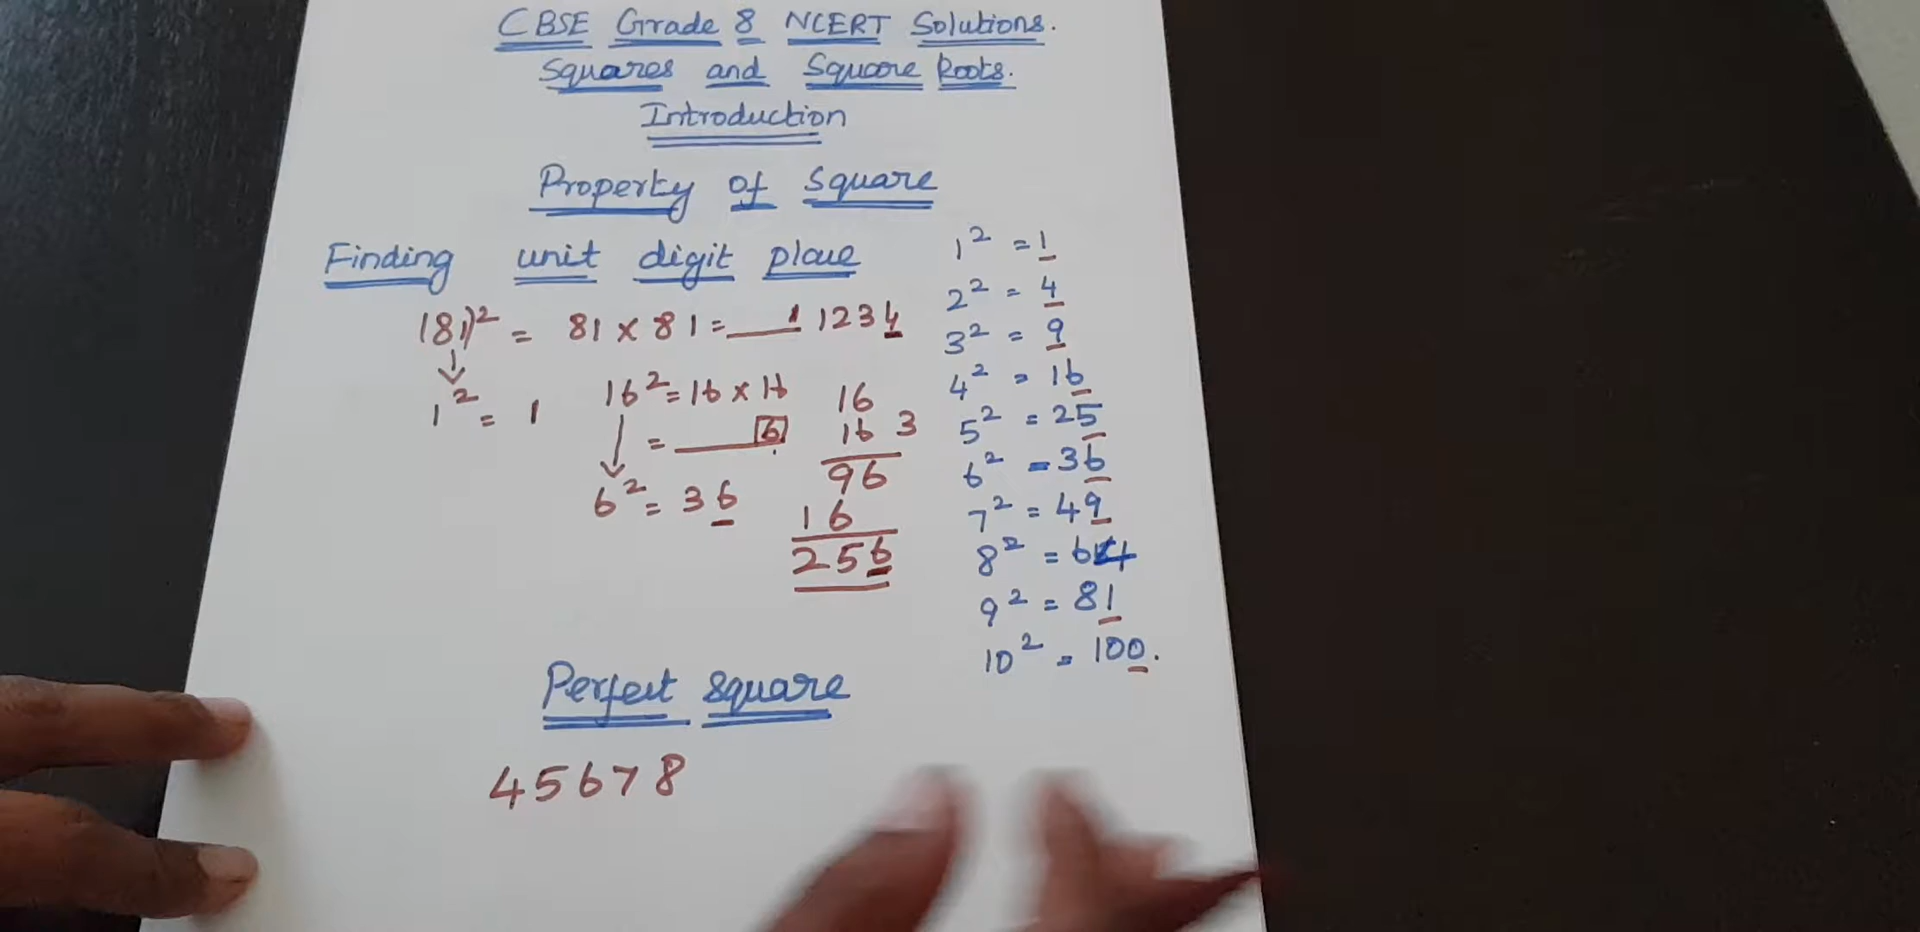 CBSE Grade 8 NCERT Solutions.
Squares and Square Roots.
Introduction
Property of Square
Finding unit digit place
(81)² = 81 × 81 = ____1 1234
1² = 1
16² = 16 × 16
= ____6
6² = 36
16
16 3
96
16
256
1² = 1
2² = 4
3² = 9
4² = 16
5² = 25
6² = 36
7² = 49
8² = 64
9² = 81
10² = 100.
Perfect square
45678